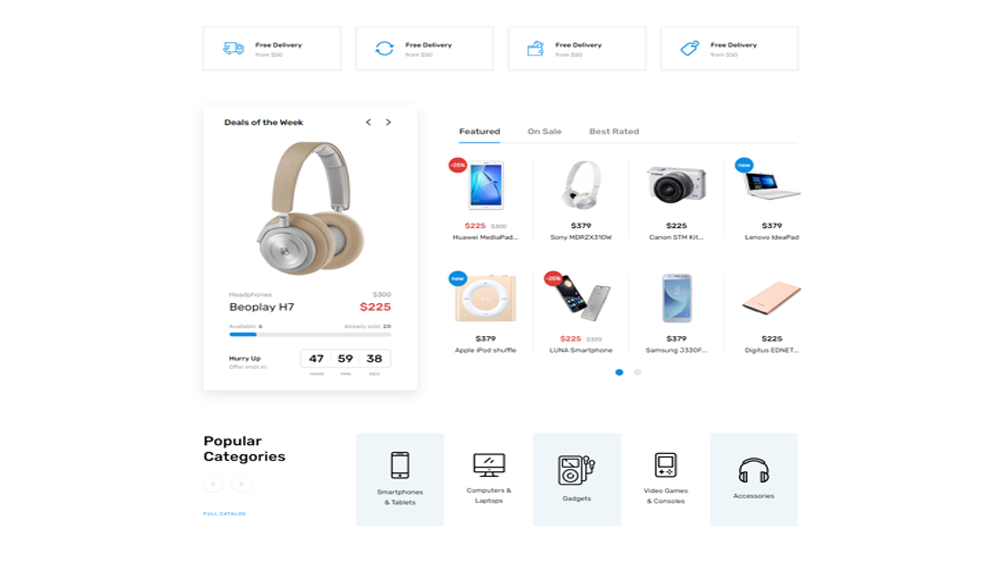 Free Delivery
from $50
Free Delivery
from $50
Free Delivery
from $50
Free Delivery
from $50
Deals of the Week
Headphones $300
Beoplay H7 $225
Available: 6 Already sold: 28
Hurry Up
Offer ends in:
47 59 38
HOURS MINS SECS
Featured On Sale Best Rated
-25%
$225 $300
Huawei MediaPad...
$379
Sony MDRZX310W
$225
Canon STM Kit...
new
$379
Lenovo IdeaPad
new
$379
Apple iPod shuffle
-25%
$225 $300
LUNA Smartphone
$379
Samsung J330F...
$225
Digitus EDNET...
Popular
Categories
FULL CATALOG
Smartphones
& Tablets
Computers &
Laptops
Gadgets
Video Games
& Consoles
Accessories